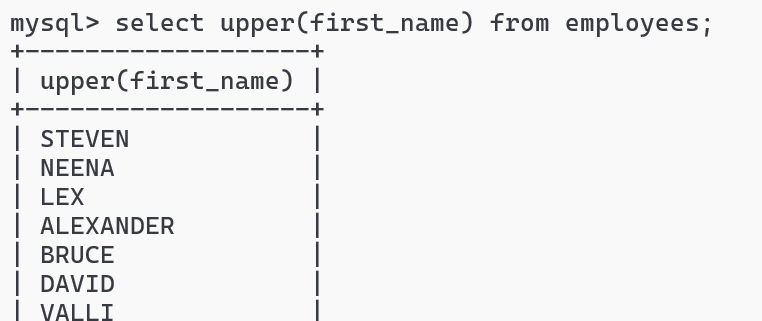 mysql> select upper(first_name) from employees;
+-------------------+
| upper(first_name) |
+-------------------+
| STEVEN            |
| NEENA             |
| LEX               |
| ALEXANDER         |
| BRUCE             |
| DAVID             |
| VALLI             |